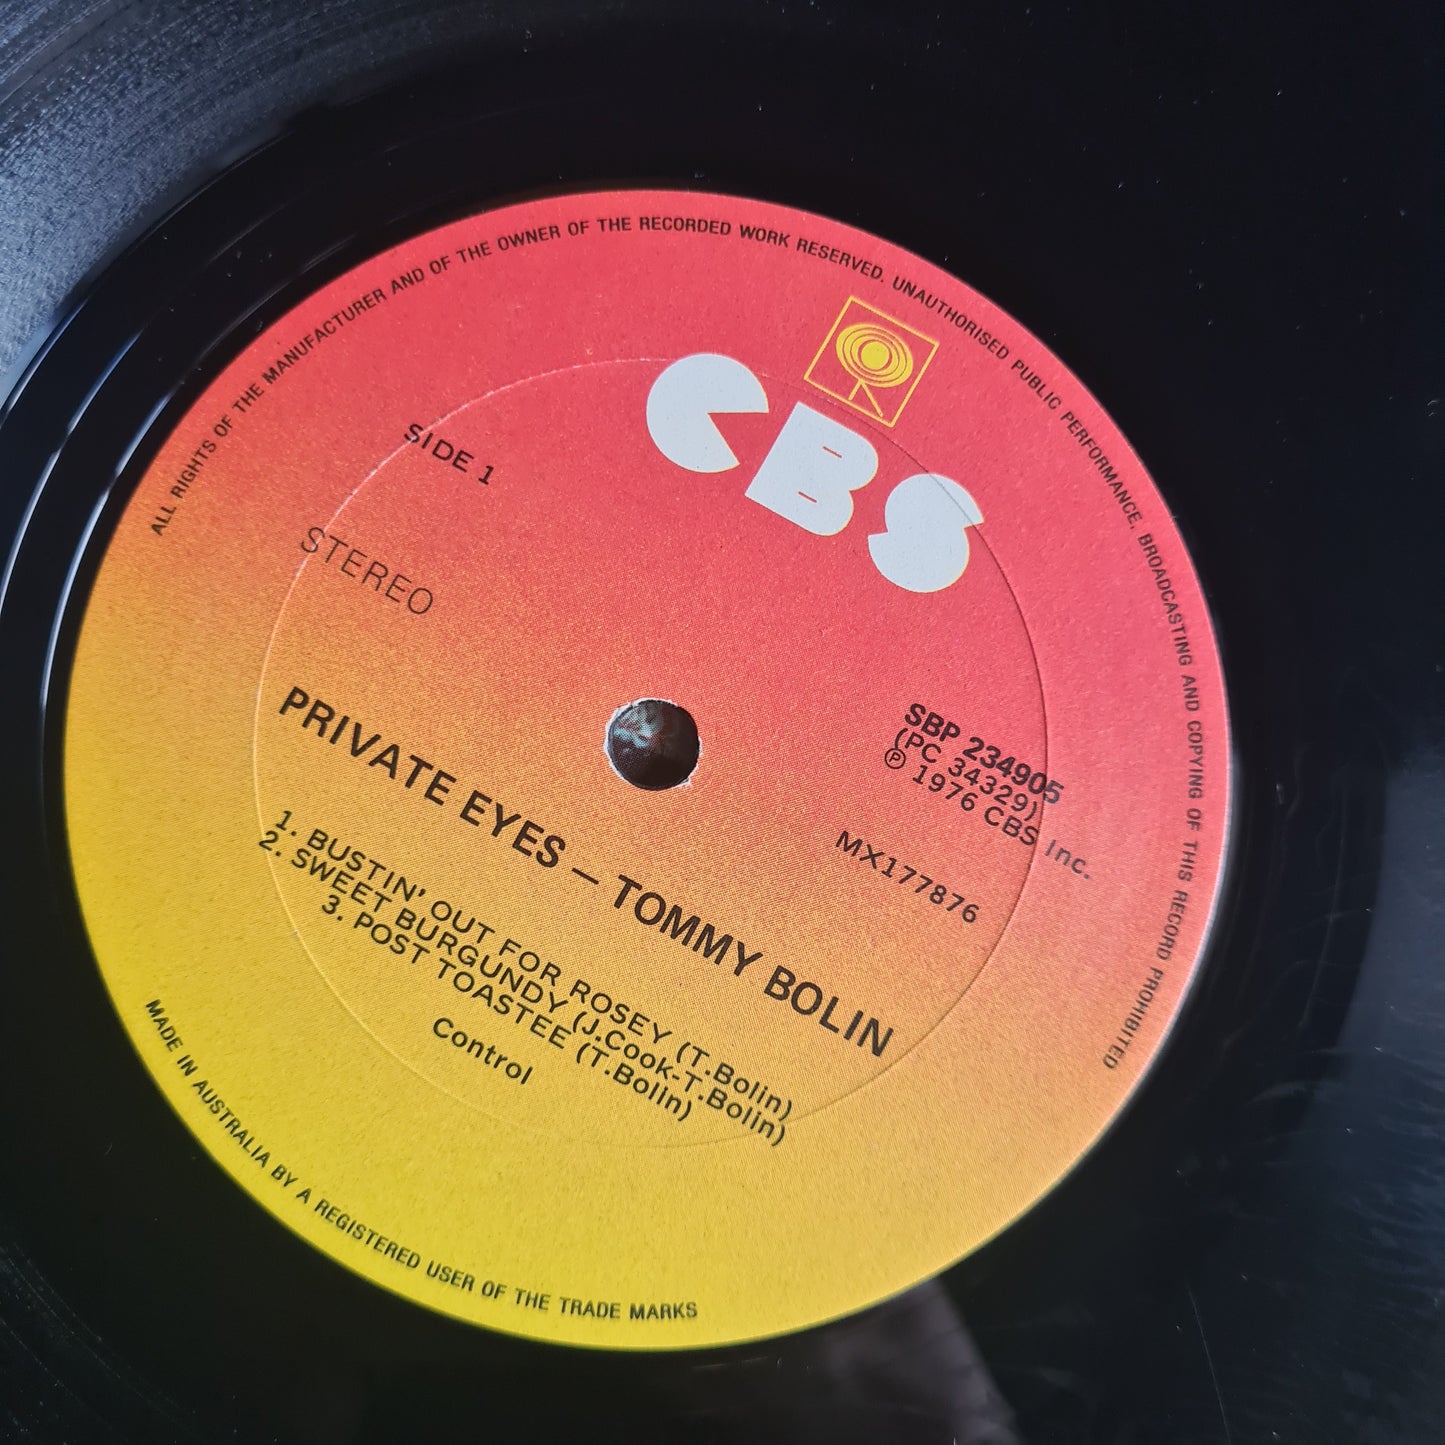 ALL RIGHTS OF THE MANUFACTURER AND OF THE OWNER OF THE RECORDED WORK RESERVED. UNAUTHORISED PUBLIC PERFORMANCE, BROADCASTING AND COPYING OF THIS RECORD PROHIBITED
CBS
SIDE 1
STEREO
SBP 234905
(PC 34329)
℗ 1976 CBS Inc.
MX177876
PRIVATE EYES – TOMMY BOLIN
1. BUSTIN' OUT FOR ROSEY (T.Bolin)
2. SWEET BURGUNDY (J.Cook-T.Bolin)
3. POST TOASTEE (T.Bolin)
Control
MADE IN AUSTRALIA BY A REGISTERED USER OF THE TRADE MARKS